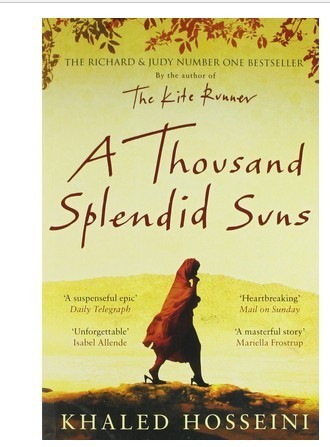 THE RICHARD & JUDY NUMBER ONE BESTSELLER
By the author of
The Kite Runner
A Thousand
Splendid Suns
‘A suspenseful epic’
Daily Telegraph
‘Heartbreaking’
Mail on Sunday
‘Unforgettable’
Isabel Allende
‘A masterful story’
Mariella Frostrup
KHALED HOSSEINI